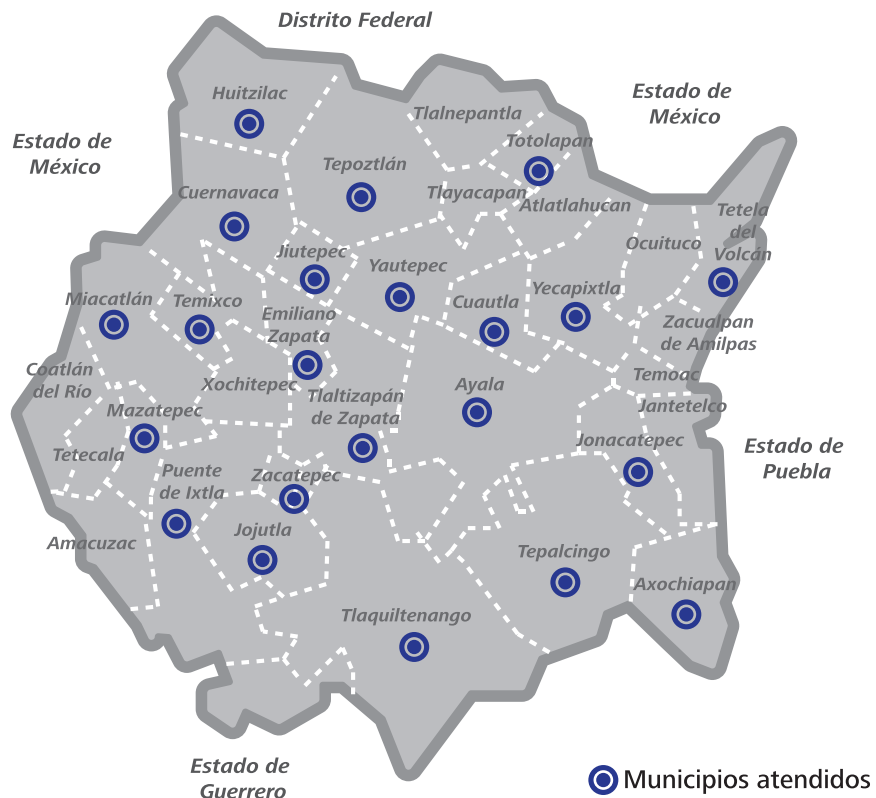 Distrito Federal
Huitzilac
Tlalnepantla
Estado de
México
Estado de
México
Totolapan
Tepoztlán
Cuernavaca
Tlayacapan
Atlatlahucan
Tetela
del
Volcán
Ocuituco
Jiutepec
Yautepec
Miacatlán
Temixco
Cuautla
Yecapixtla
Emiliano
Zapata
Zacualpan
de Amilpas
Coatlán
del Río
Xochitepec
Ayala
Temoac
Tlaltizapán
de Zapata
Jantetelco
Mazatepec
Jonacatepec
Estado de
Puebla
Tetecala
Puente
de Ixtla
Zacatepec
Jojutla
Amacuzac
Tepalcingo
Axochiapan
Tlaquiltenango
Estado de
Guerrero
Municipios atendidos